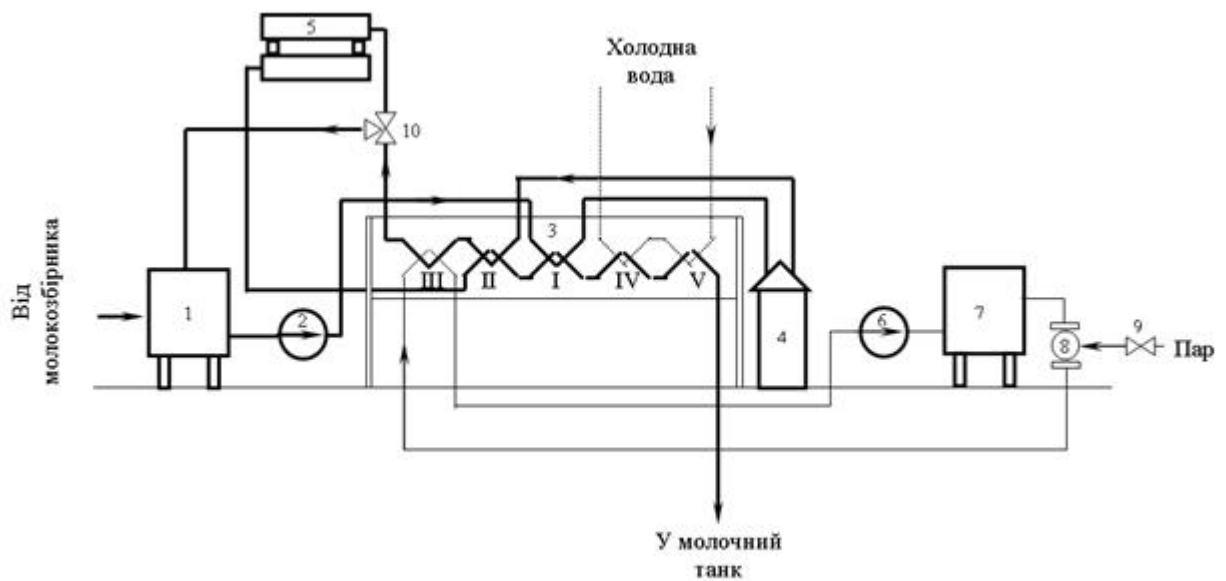 5
Холодна
вода
10
3
III
II
I
IV
V
Від
молокозбірника
1
2
4
6
7
8
9
Пар
У молочний
танк